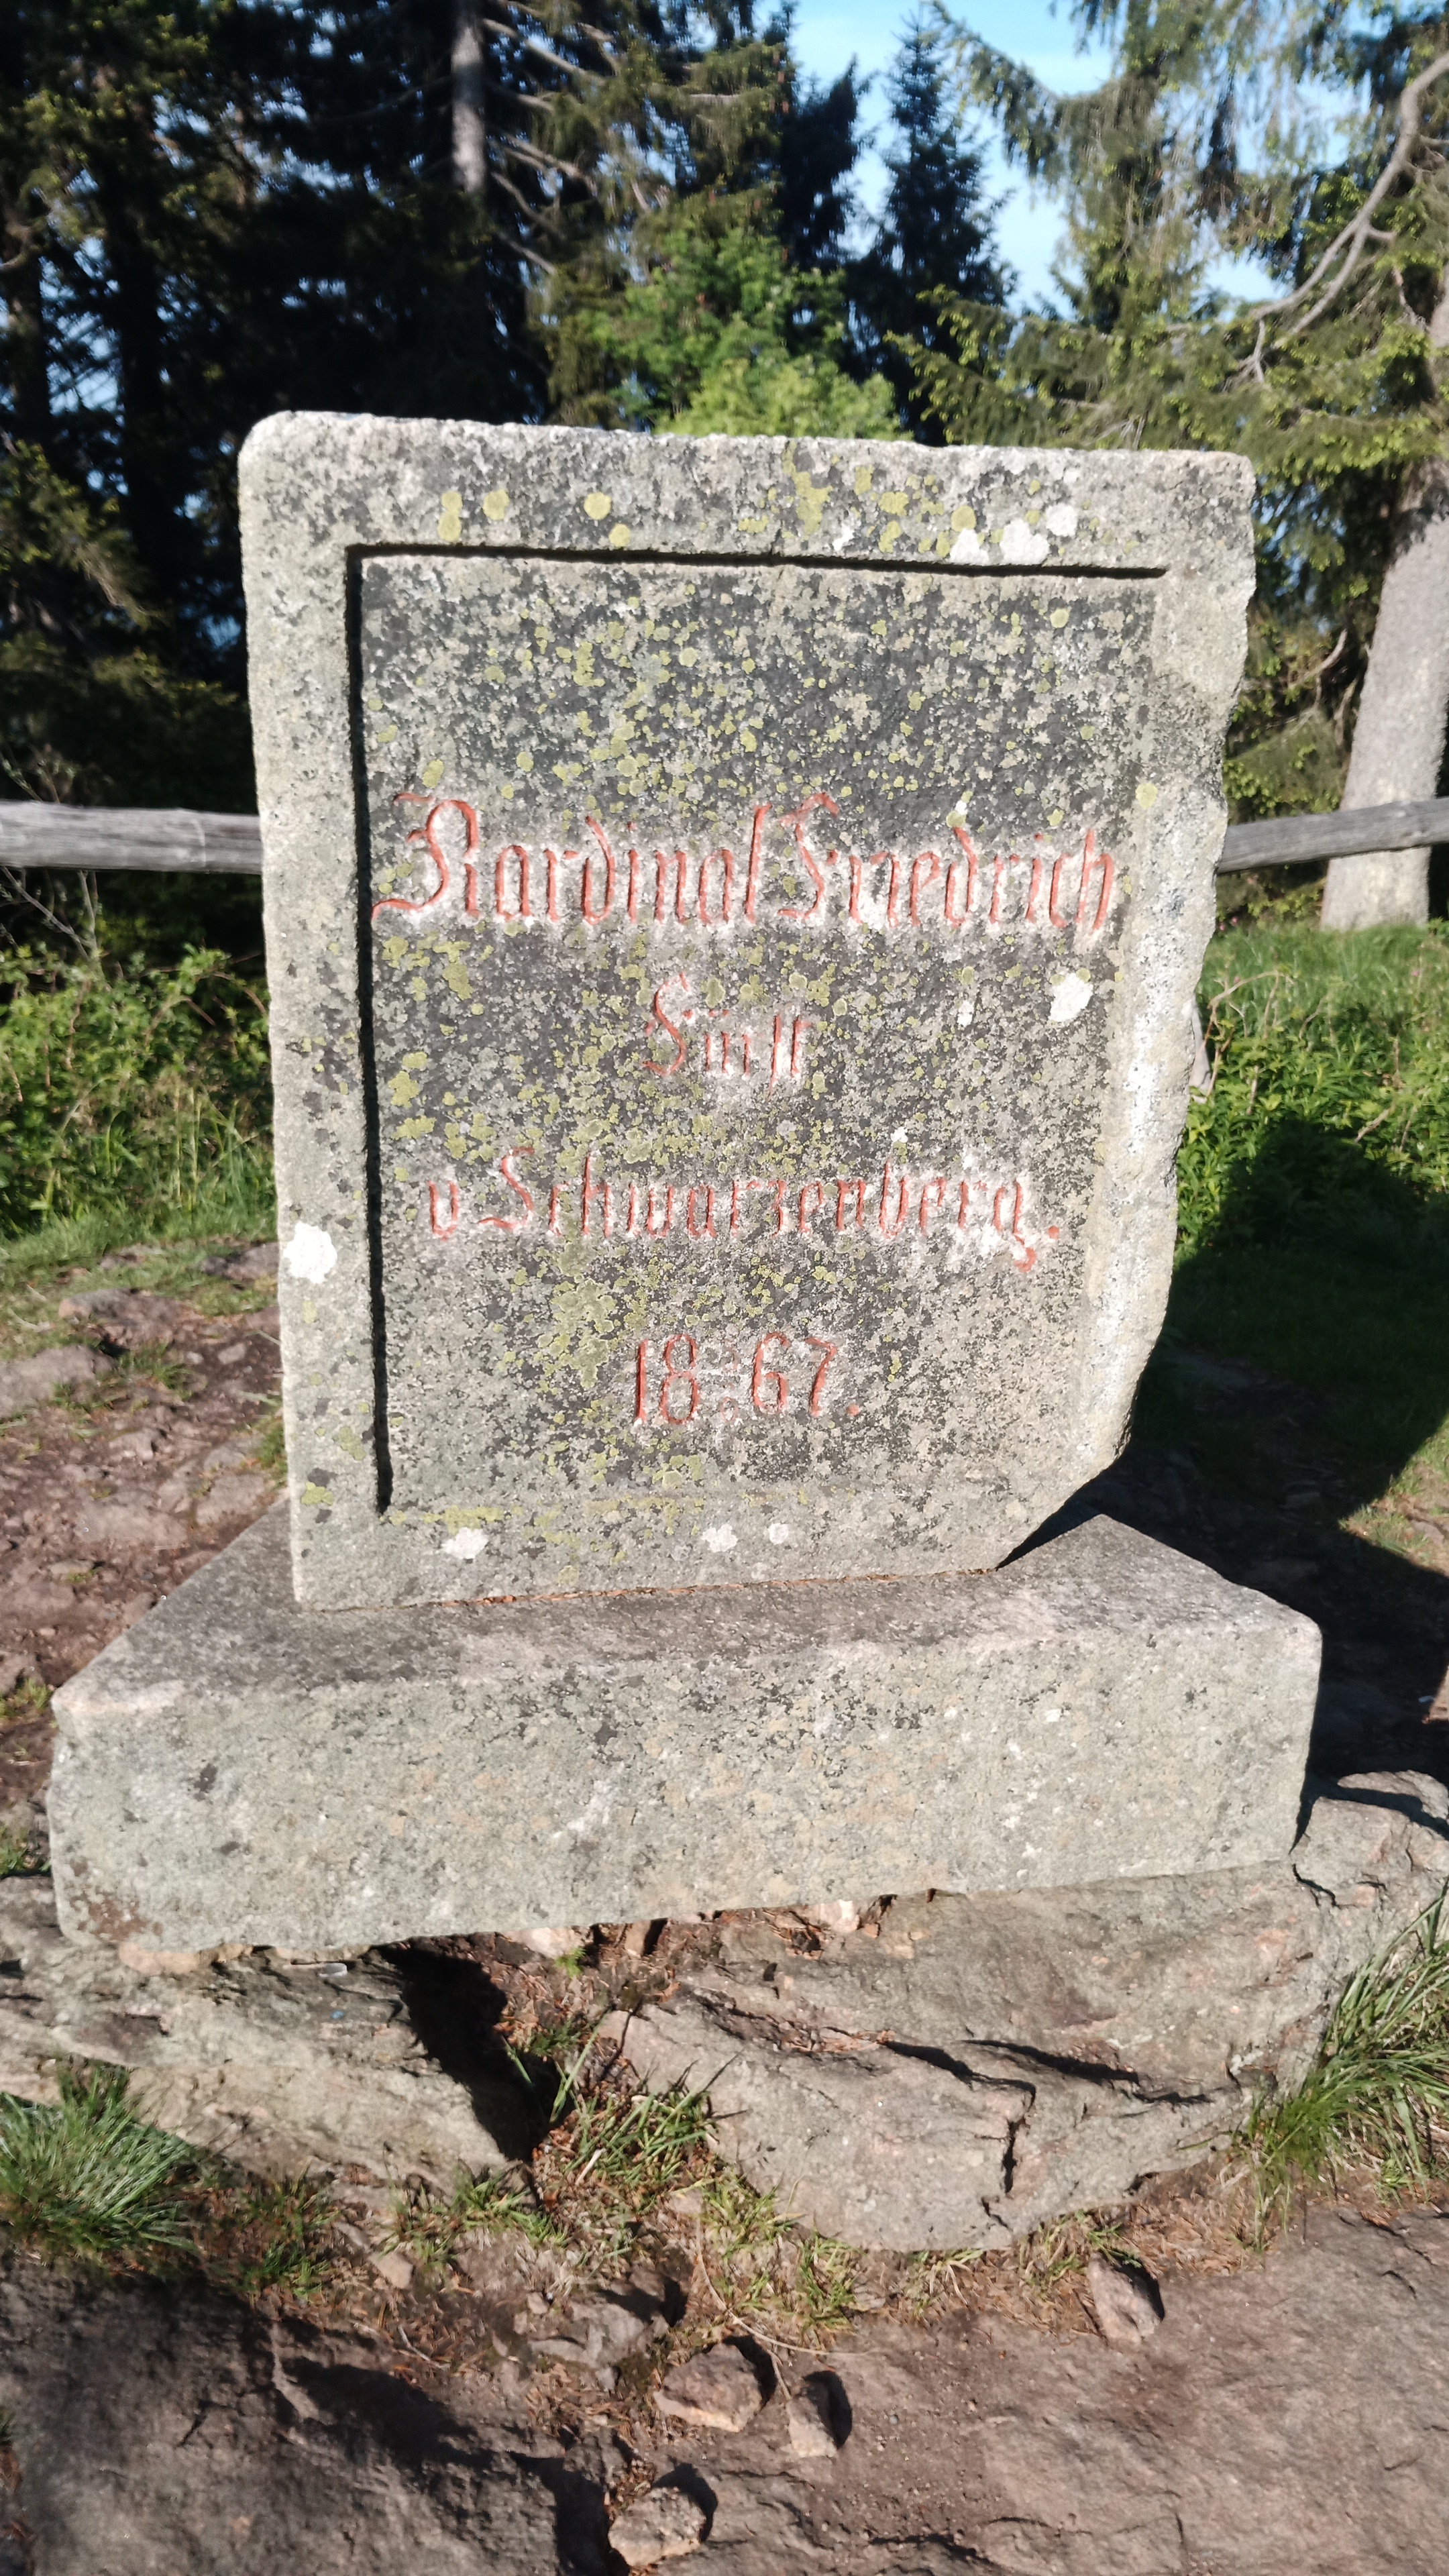 Kardinal Friedrich
Fürst
v Schwarzenberg.
18=67.